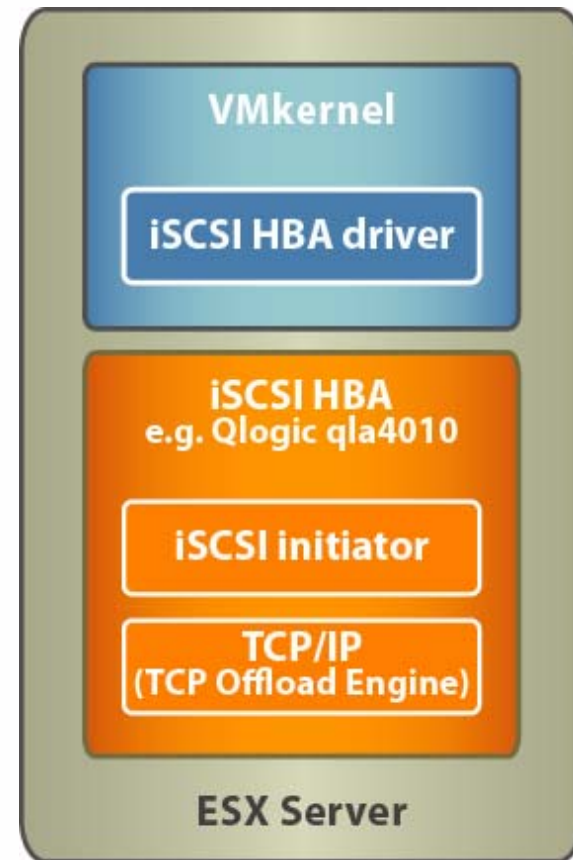 VMkernel
iSCSI HBA driver
iSCSI HBA
e.g. Qlogic qla4010
iSCSI initiator
TCP/IP
(TCP Offload Engine)
ESX Server